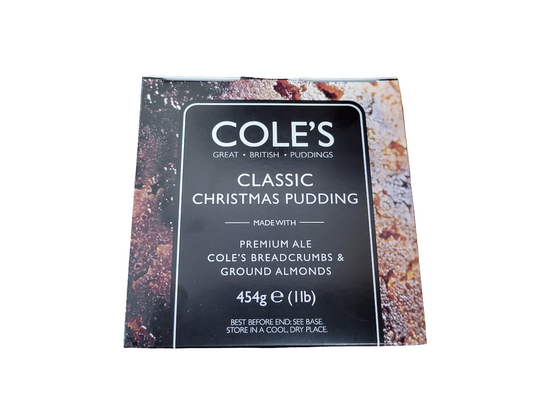 COLE'S
GREAT • BRITISH • PUDDINGS
CLASSIC
CHRISTMAS PUDDING
MADE WITH
PREMIUM ALE
COLE'S BREADCRUMBS &
GROUND ALMONDS
454g ℮ (1lb)
BEST BEFORE END: SEE BASE.
STORE IN A COOL, DRY PLACE.